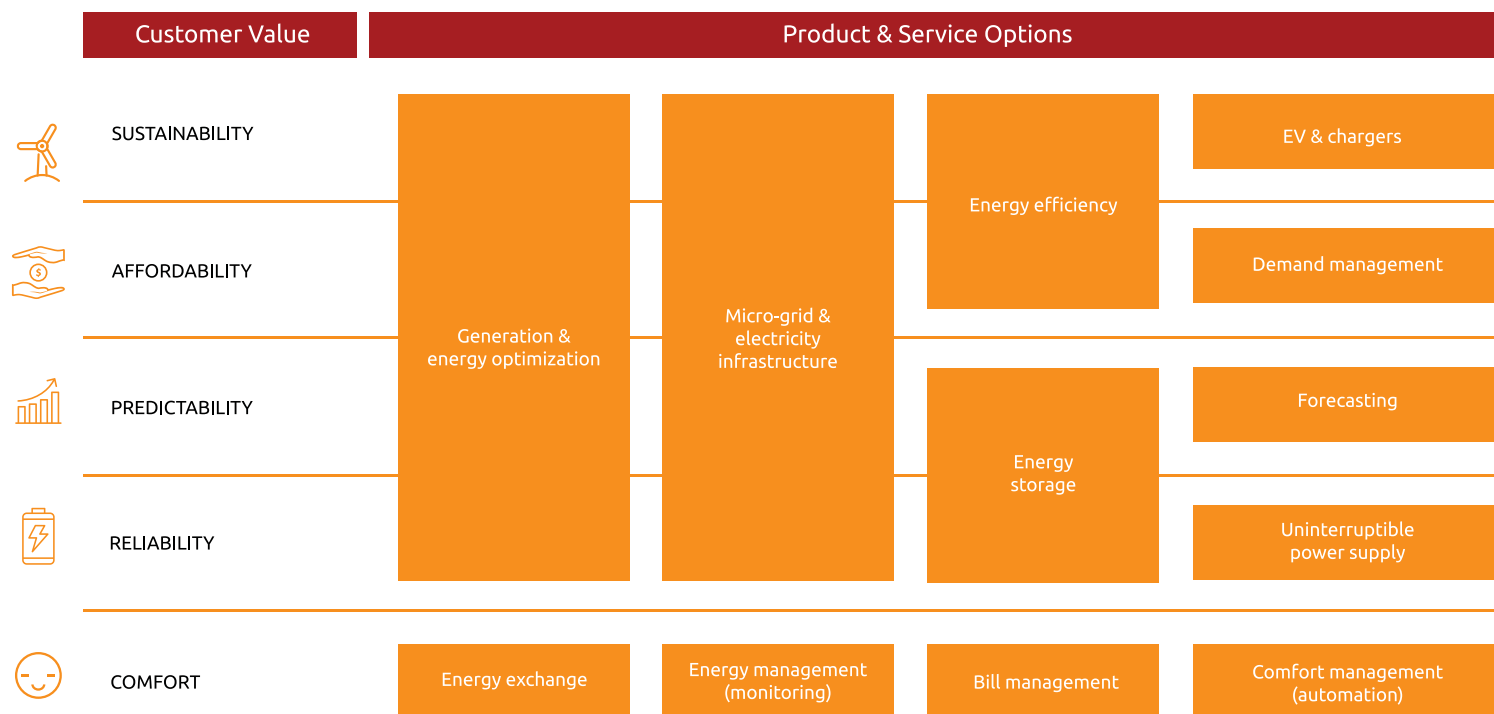 Customer Value
Product & Service Options
SUSTAINABILITY
EV & chargers
Energy efficiency
AFFORDABILITY
$
Demand management
Generation &
energy optimization
Micro-grid &
electricity
infrastructure
PREDICTABILITY
Forecasting
Energy
storage
RELIABILITY
Uninterruptible
power supply
COMFORT
Energy exchange
Energy management
(monitoring)
Bill management
Comfort management
(automation)